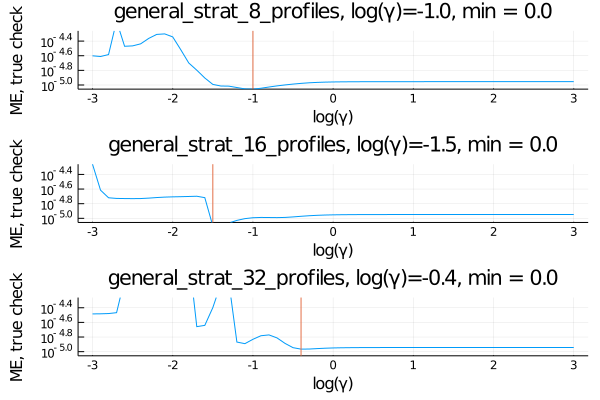 general_strat_8_profiles, log(γ)=-1.0, min = 0.0
ME, true check
10^-4.4
10^-4.6
10^-4.8
10^-5.0
-3 -2 -1 0 1 2 3
log(γ)
general_strat_16_profiles, log(γ)=-1.5, min = 0.0
ME, true check
10^-4.4
10^-4.6
10^-4.8
10^-5.0
-3 -2 -1 0 1 2 3
log(γ)
general_strat_32_profiles, log(γ)=-0.4, min = 0.0
ME, true check
10^-4.4
10^-4.6
10^-4.8
10^-5.0
-3 -2 -1 0 1 2 3
log(γ)